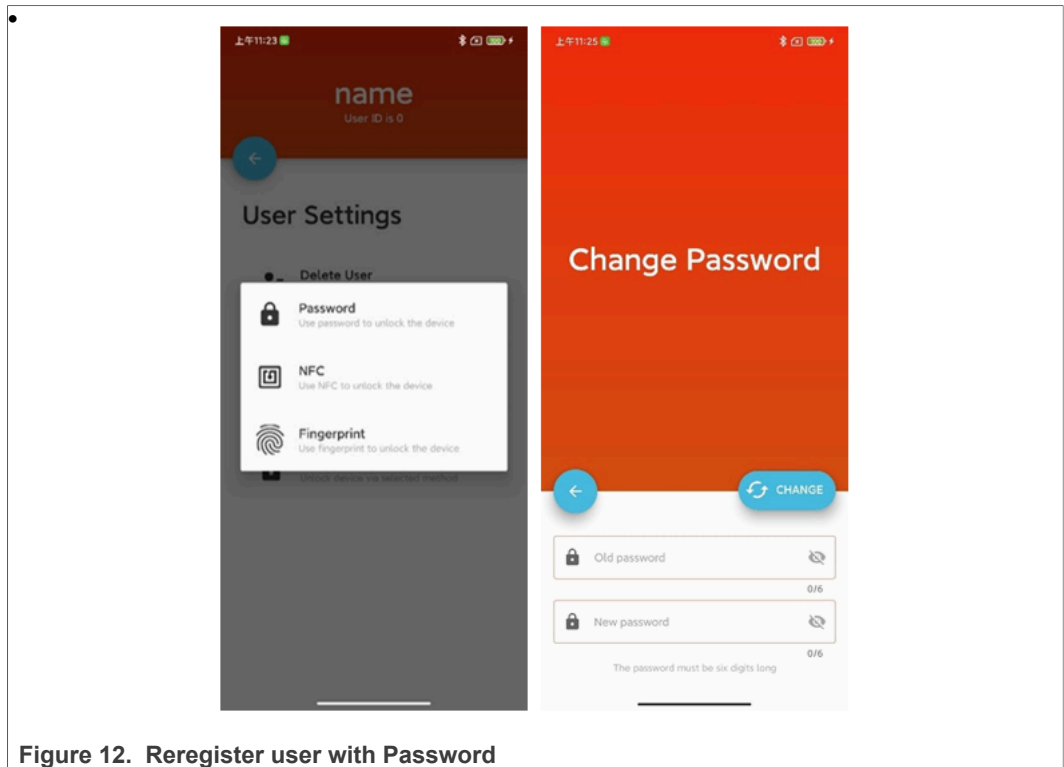 •
上午11:23
name
User ID is 0
User Settings
Delete User
Password
Use password to unlock the device
NFC
Use NFC to unlock the device
Fingerprint
Use fingerprint to unlock the device
Unlock device via selected method
上午11:25
Change Password
CHANGE
Old password
0/6
New password
0/6
The password must be six digits long
Figure 12. Reregister user with Password